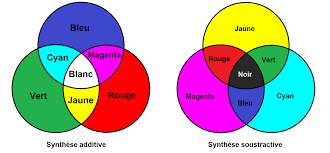 Bleu
Cyan
Magenta
Blanc
Vert
Jaune
Rouge
Synthèse additive
Jaune
Rouge
Vert
Noir
Magenta
Bleu
Cyan
Synthèse soustractive